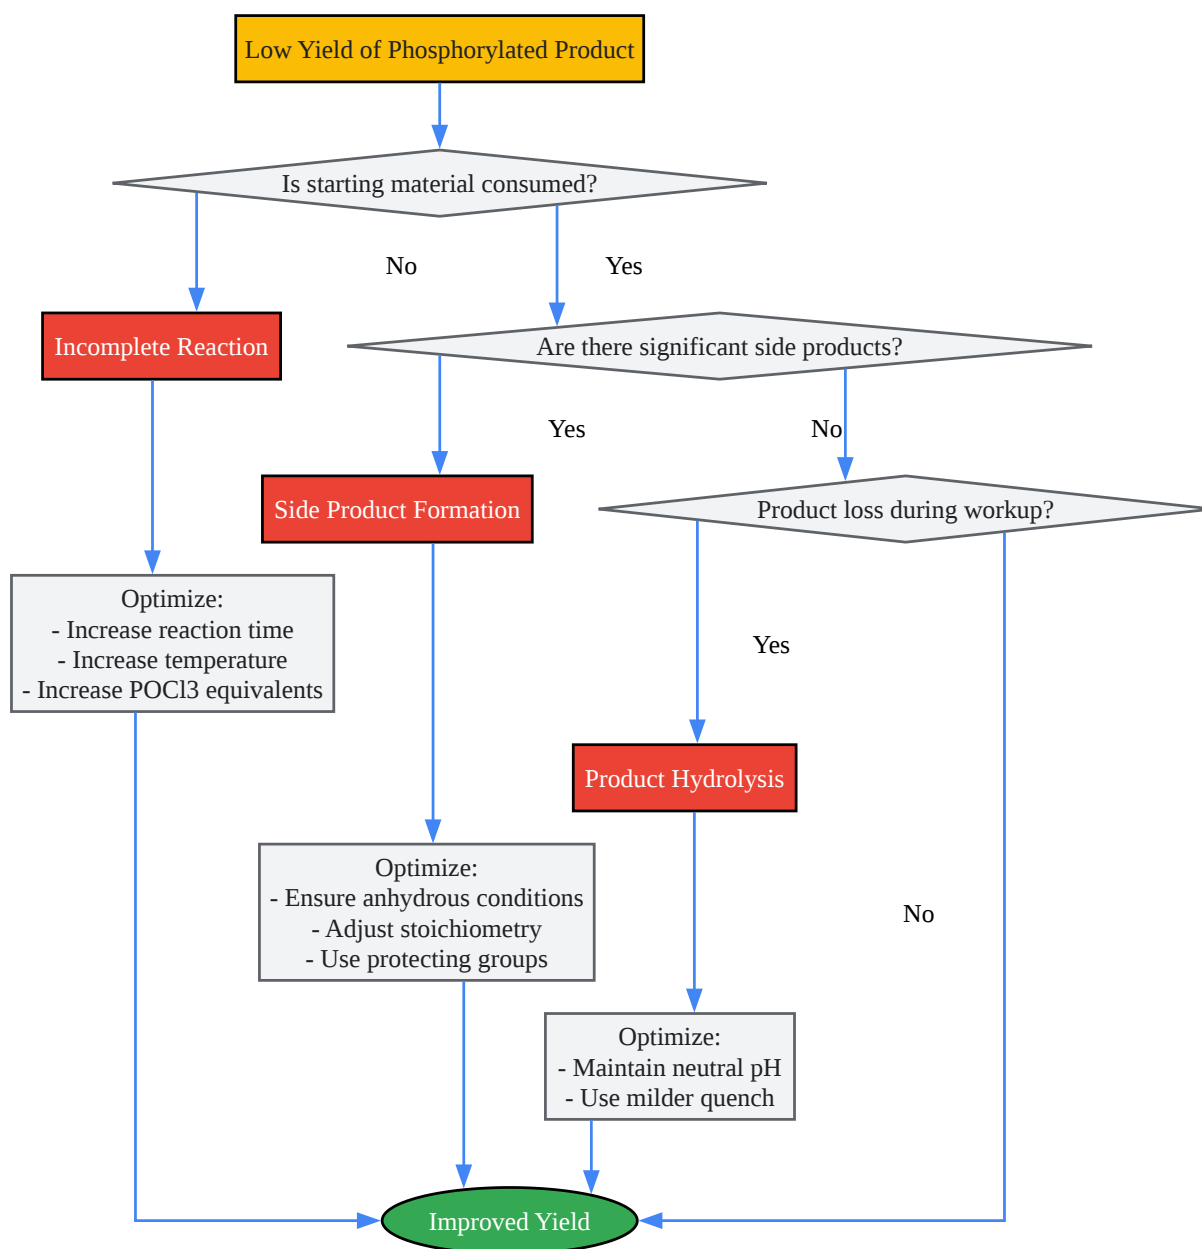 Low Yield of Phosphorylated Product
Is starting material consumed?
No
Yes
Incomplete Reaction
Are there significant side products?
Yes
No
Side Product Formation
Product loss during workup?
Optimize:
- Increase reaction time
- Increase temperature
- Increase POCl3 equivalents
Yes
Product Hydrolysis
Optimize:
- Ensure anhydrous conditions
- Adjust stoichiometry
- Use protecting groups
No
Optimize:
- Maintain neutral pH
- Use milder quench
Improved Yield